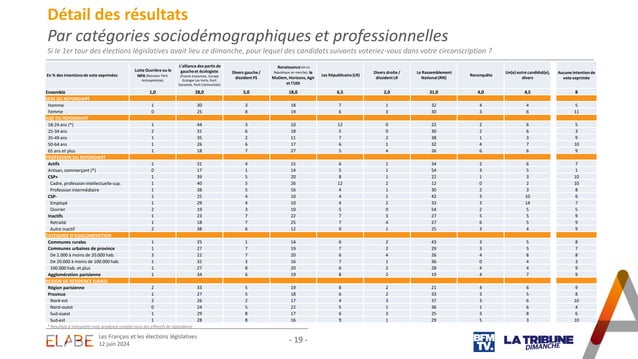 Détail des résultats
Par catégories sociodémographiques et professionnelles
Si le 1er tour des élections législatives avait lieu ce dimanche, pour lequel des candidats suivants voteriez-vous dans votre circonscription ?
En % des intentions de vote exprimées | Lutte Ouvrière ou le NPA (Nouveau Parti Anticapitaliste) | L'alliance des partis de gauche et écologiste (France Insoumise, Europe Ecologie Les Verts, Parti Socialiste, Parti Communiste) | Divers gauche / dissident PS | Renaissance (ex-La République en marche), le MoDem, Horizons, Agir et l'UDI | Les Républicains (LR) | Divers droite / dissident LR | Le Rassemblement National (RN) | Reconquête | Un(e) autre candidat(e), divers | Aucune intention de vote exprimée
Ensemble 1,0 28,0 5,0 18,0 6,5 2,0 31,0 4,0 4,5 8
SEXE DU REPONDANT
Homme 1 30 3 18 7 1 32 4 4 5
Femme 0 25 8 19 6 3 30 3 6 11
AGE DU REPONDANT
18-24 ans (*) 1 44 3 10 12 0 22 2 6 5
25-34 ans 2 31 6 18 5 0 30 2 6 3
35-49 ans 1 35 2 11 7 2 38 1 3 9
50-64 ans 1 26 6 17 6 1 32 4 7 10
65 ans et plus 1 18 7 27 5 4 26 6 6 9
PROFESSION DU REPONDANT
Actifs 1 31 4 15 6 1 34 2 6 7
Artisan, commerçant (*) 0 17 1 14 5 1 54 3 5 1
CSP+ 1 39 5 20 8 1 22 1 3 10
Cadre, profession intellectuelle sup. 1 40 5 26 12 2 12 0 2 10
Profession intermédiaire 1 38 5 16 4 1 30 2 3 8
CSP- 1 25 4 10 4 1 42 3 10 6
Employé 1 29 4 10 4 2 33 3 14 7
Ouvrier 2 19 3 10 5 0 54 2 5 5
Inactifs 1 23 7 22 7 3 27 5 5 9
Retraité 1 18 7 25 7 4 27 6 5 9
Autre inactif 2 38 6 12 9 1 25 3 4 9
CATEGORIE D'AGGLOMERATION
Communes rurales 1 25 1 14 6 2 43 3 5 8
Communes urbaines de province 1 27 7 19 7 2 29 3 5 7
De 2.000 à moins de 20.000 hab. 3 22 7 20 6 4 26 4 8 8
De 20.000 à moins de 100.000 hab. 1 32 3 16 7 1 36 0 4 3
100.000 hab. et plus 1 27 8 20 6 2 28 4 4 9
Agglomération parisienne 1 34 6 19 8 2 19 4 7 9
REGION DE RESIDENCE (UDA5)
Région parisienne 2 33 5 19 8 2 21 4 6 9
Province 1 27 5 18 6 2 33 3 5 8
Nord-est 2 26 2 17 4 3 37 3 6 10
Nord-ouest 0 24 5 22 5 1 36 1 6 4
Sud-ouest 1 29 8 17 6 3 25 3 8 6
Sud-est 1 28 8 16 9 1 29 5 3 10
* Résultats à interpréter avec prudence compte tenu des effectifs de répondants
ELABE
Les Français et les élections législatives
12 juin 2024
- 19 -
BFM
TV.
LA TRIBUNE
DIMANCHE